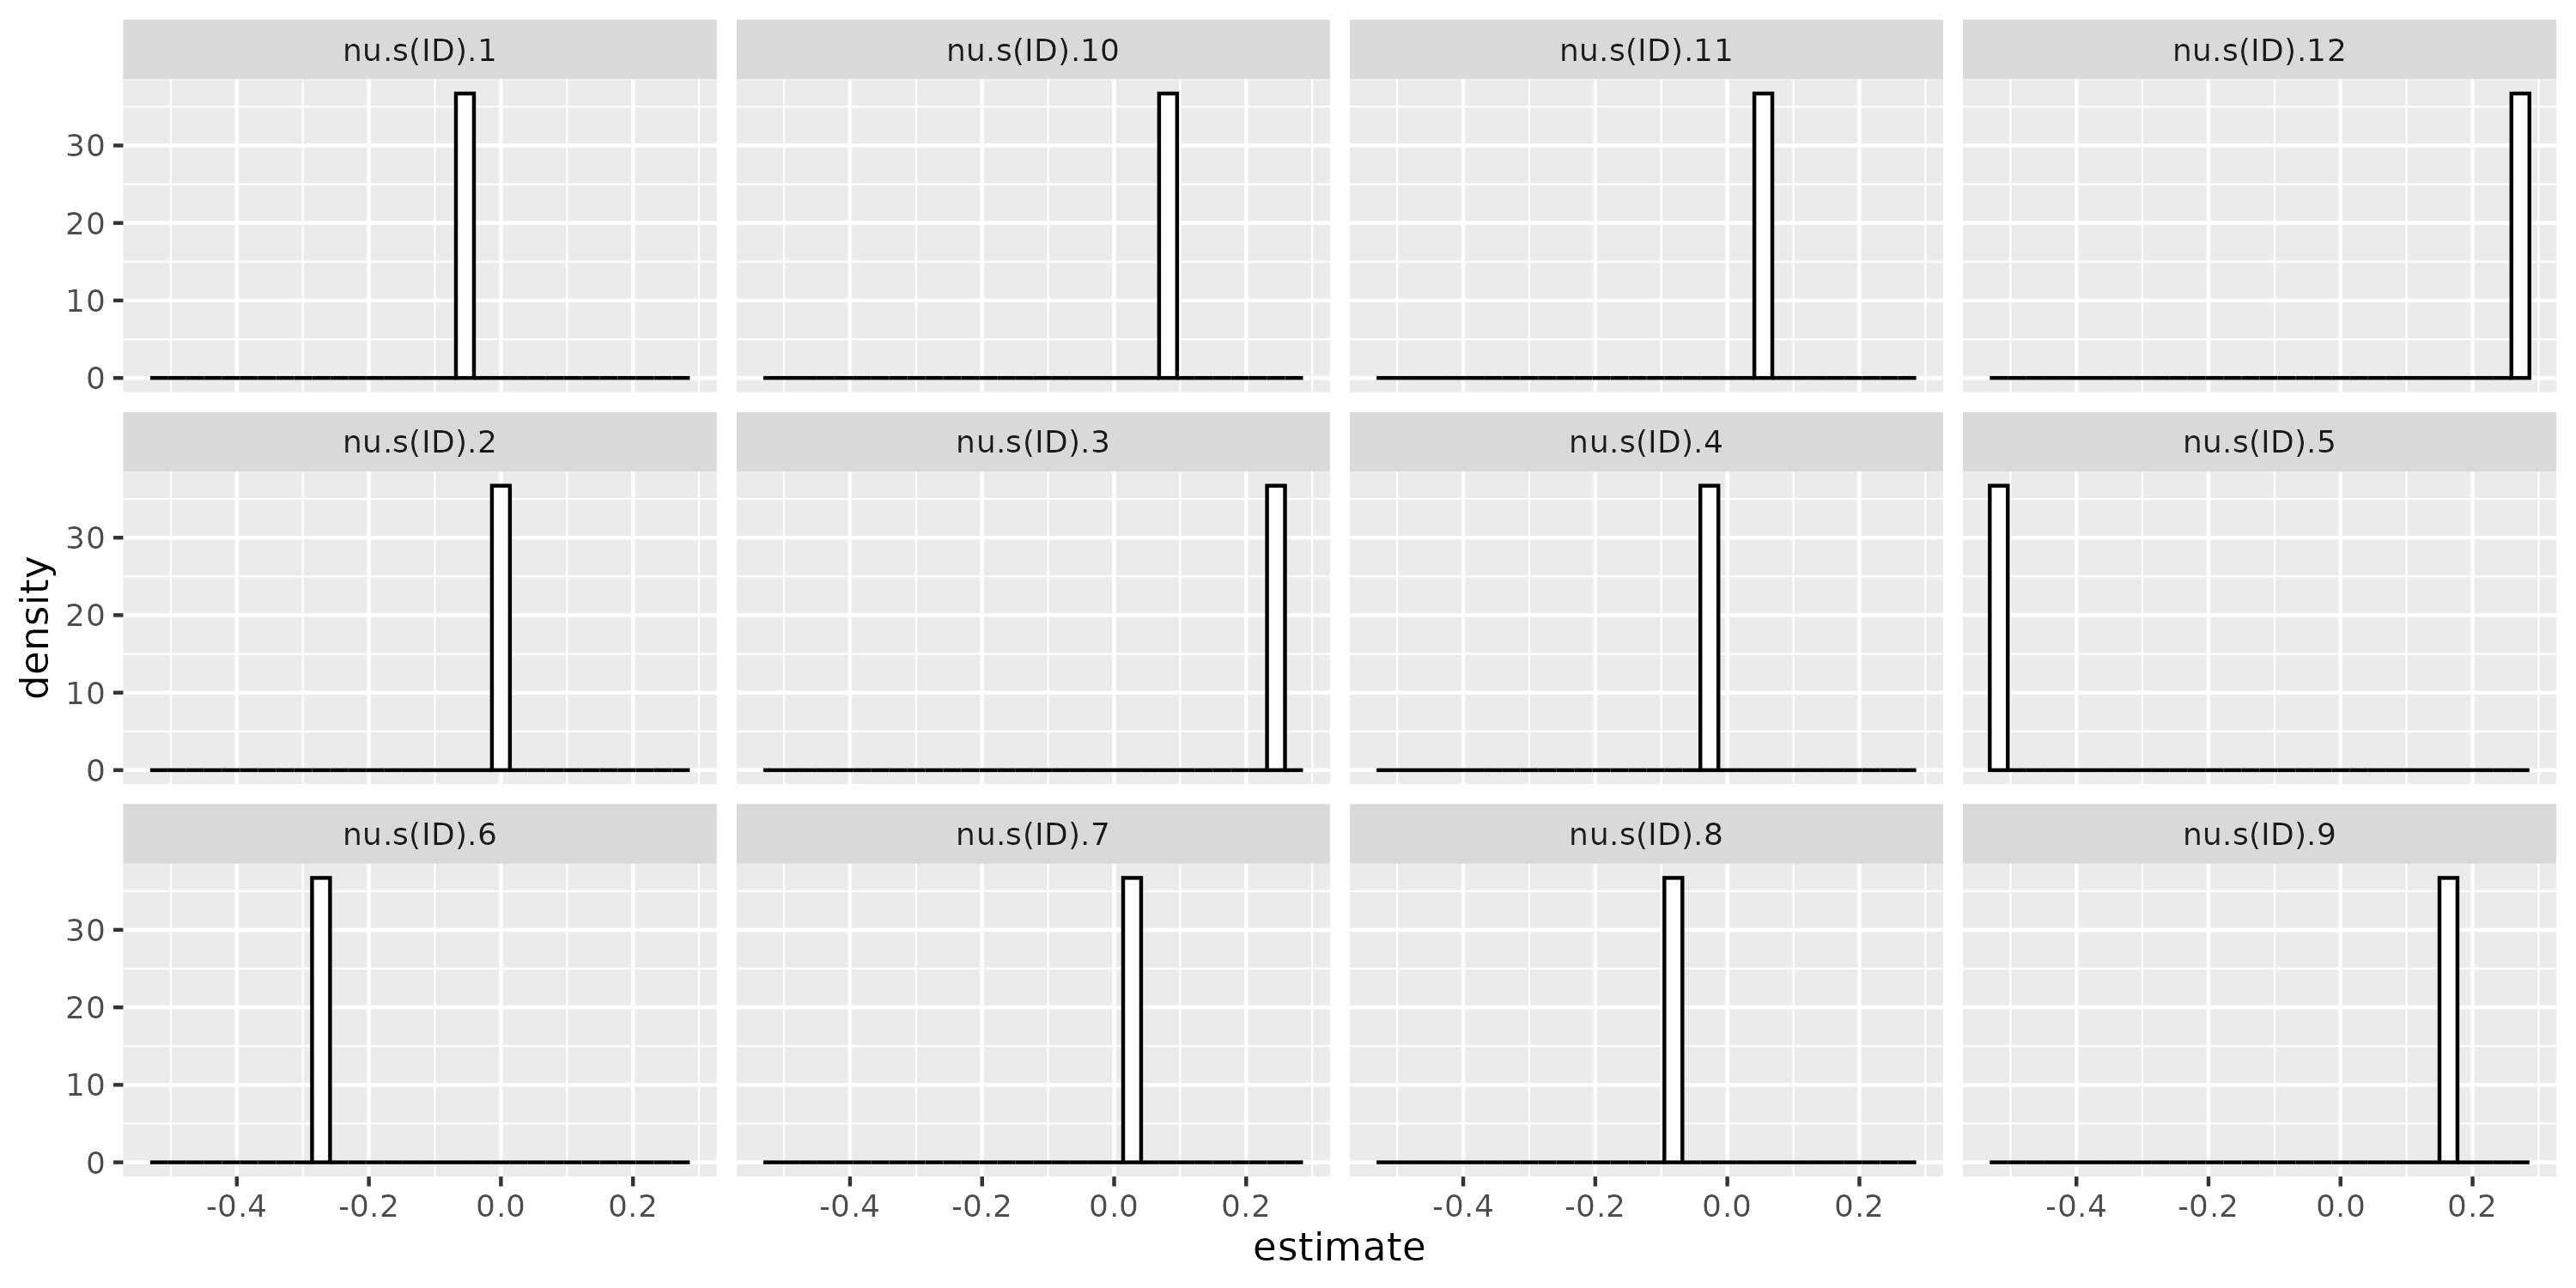 nu.s(ID).1
nu.s(ID).10
nu.s(ID).11
nu.s(ID).12
30
20
10
0
nu.s(ID).2
nu.s(ID).3
nu.s(ID).4
nu.s(ID).5
30
20
10
0
density
nu.s(ID).6
nu.s(ID).7
nu.s(ID).8
nu.s(ID).9
30
20
10
0
-0.4 -0.2 0.0 0.2
-0.4 -0.2 0.0 0.2
-0.4 -0.2 0.0 0.2
-0.4 -0.2 0.0 0.2
estimate